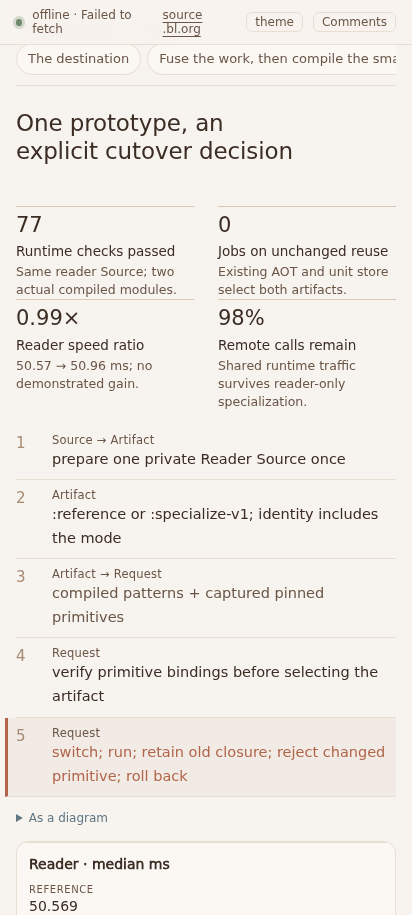 offline · Failed to
fetch
source
.bl.org
theme
Comments
The destination
Fuse the work, then compile the sma
One prototype, an
explicit cutover decision
77
Runtime checks passed
Same reader Source; two
actual compiled modules.
0
Jobs on unchanged reuse
Existing AOT and unit store
select both artifacts.
0.99×
Reader speed ratio
50.57 → 50.96 ms; no
demonstrated gain.
98%
Remote calls remain
Shared runtime traffic
survives reader-only
specialization.
1
Source → Artifact
prepare one private Reader Source once
2
Artifact
:reference or :specialize-v1; identity includes
the mode
3
Artifact → Request
compiled patterns + captured pinned
primitives
4
Request
verify primitive bindings before selecting the
artifact
5
Request
switch; run; retain old closure; reject changed
primitive; roll back
As a diagram
Reader · median ms
REFERENCE
50.569